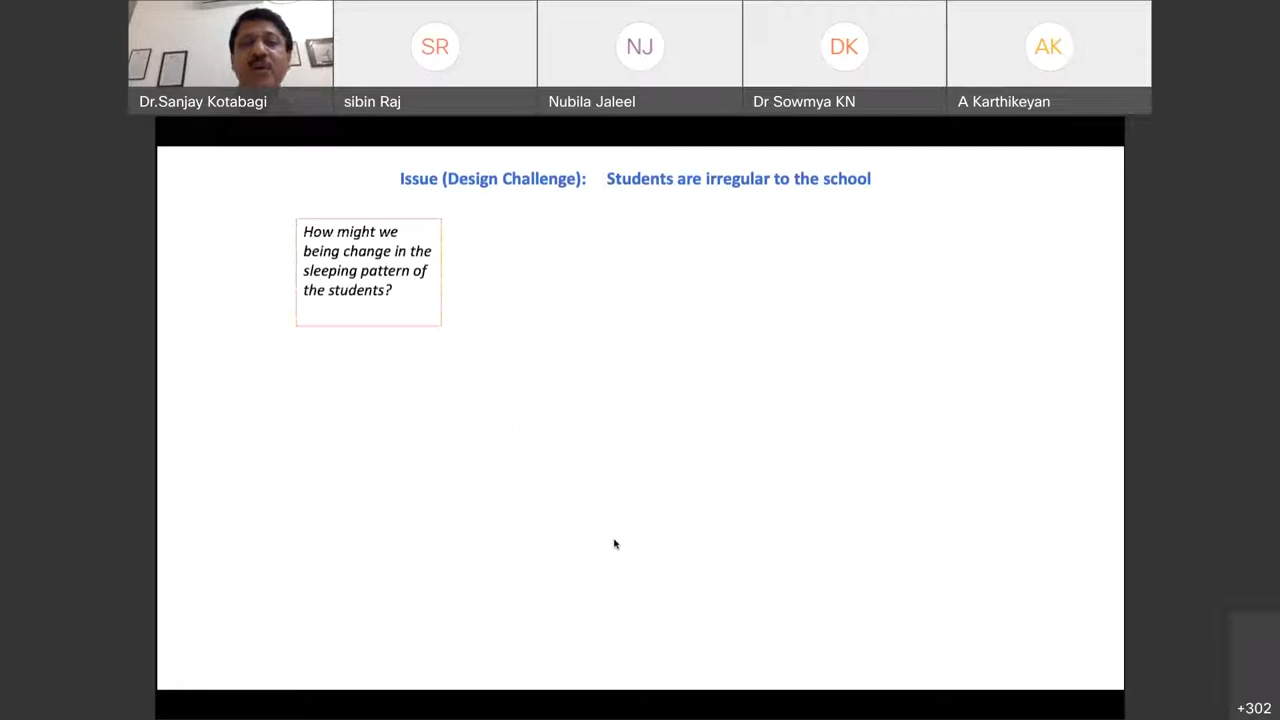 SR
NJ
DK
AK
Dr.Sanjay Kotabagi
sibin Raj
Nubila Jaleel
Dr Sowmya KN
A Karthikeyan
Issue (Design Challenge): Students are irregular to the school
How might we
being change in the
sleeping pattern of
the students?
+302